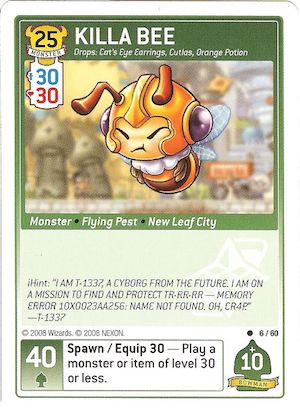 25
MONSTER
KILLA BEE
Drops: Cat's Eye Earrings, Cutlas, Orange Potion
30
30
Monster • Flying Pest • New Leaf City
iHint: "I AM T-1337, A CYBORG FROM THE FUTURE. I AM ON
A MISSION TO FIND AND PROTECT TR-RR-RR — MEMORY
ERROR 10X0023AA256: NAME NOT FOUND. OH, CR4P."
—T-1337
© 2008 Wizards. © 2008 NEXON.
6 / 60
40
Spawn / Equip 30 — Play a
monster or item of level 30
or less.
10
BOWMAN